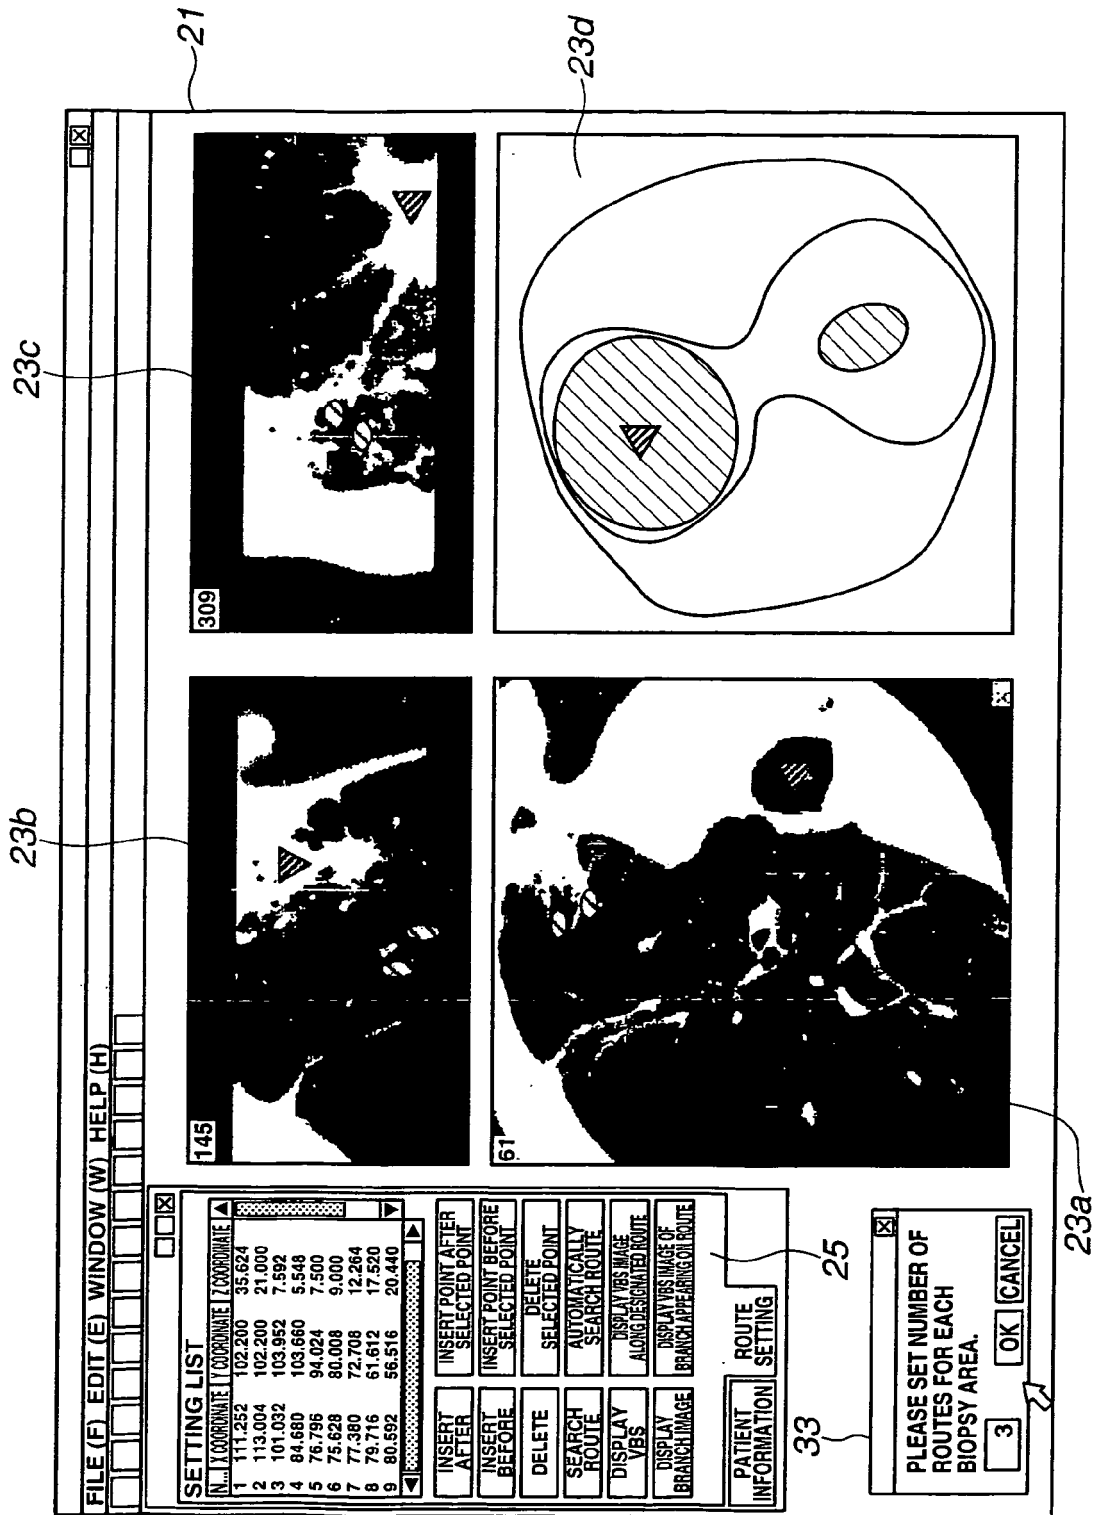 21
FILE (F) EDIT (E) WINDOW (W) HELP (H)
SETTING LIST
N... X COORDINATE Y COORDINATE Z COORDINATE
1 111.252 102.200 35.624
2 113.004 102.200 21.000
3 101.032 103.952 7.592
4 84.680 103.660 5.548
5 76.796 94.024 7.500
6 75.628 80.008 9.000
7 77.380 72.708 12.264
8 79.716 61.612 17.520
9 80.592 56.516 20.440
INSERT AFTER
INSERT POINT AFTER SELECTED POINT
INSERT BEFORE
INSERT POINT BEFORE SELECTED POINT
DELETE
DELETE SELECTED POINT
SEARCH ROUTE
AUTOMATICALLY SEARCH ROUTE
DISPLAY VBS
DISPLAY VBS IMAGE ALONG DESIGNATED ROUTE
DISPLAY BRANCH IMAGE
DISPLAY VBS IMAGE OF BRANCH APPEARING ON ROUTE
PATIENT INFORMATION
ROUTE SETTING
25
33
PLEASE SET NUMBER OF
ROUTES FOR EACH
BIOPSY AREA.
3
OK
CANCEL
23b
145
23c
309
61
23a
23d